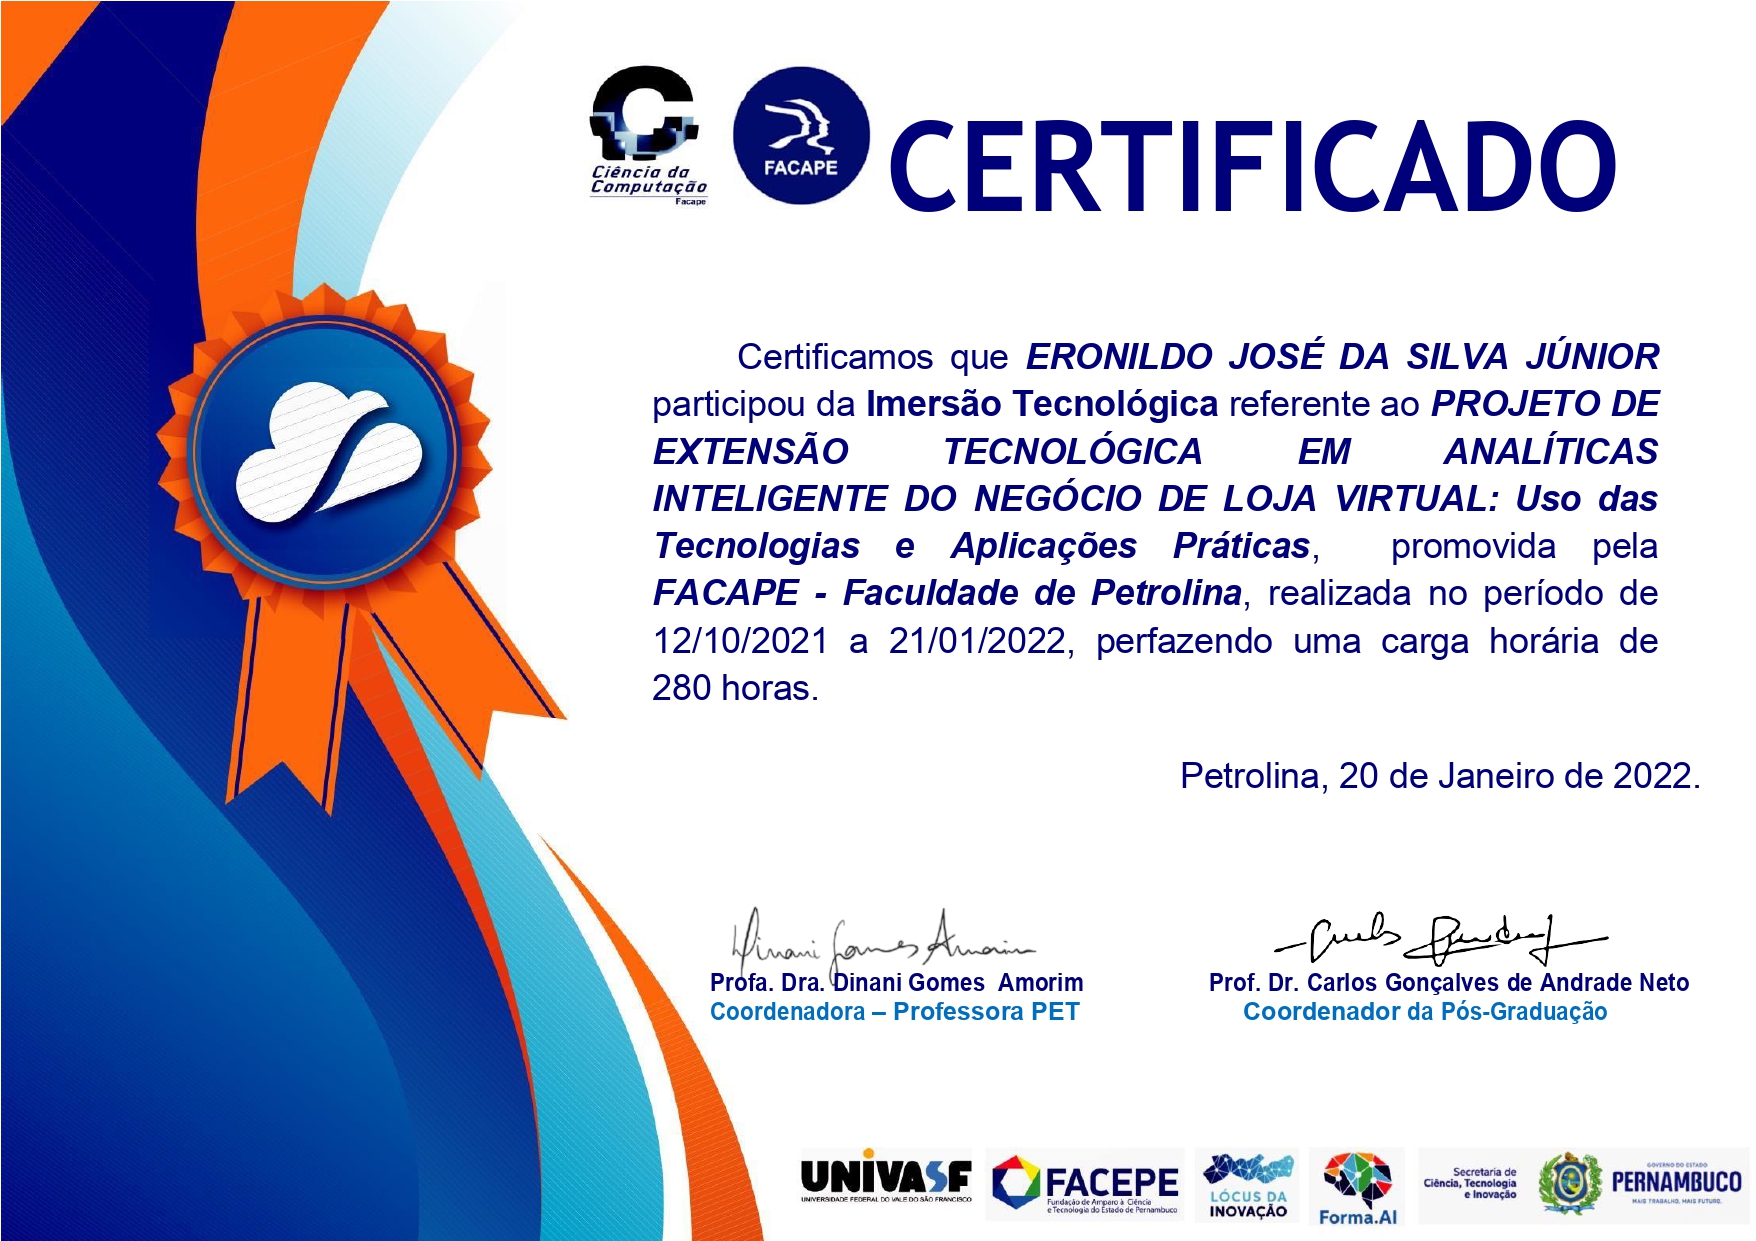 Ciência da
Computação
Facape
FACAPE
CERTIFICADO
Certificamos que ERONILDO JOSÉ DA SILVA JÚNIOR
participou da Imersão Tecnológica referente ao PROJETO DE
EXTENSÃO TECNOLÓGICA EM ANALÍTICAS
INTELIGENTE DO NEGÓCIO DE LOJA VIRTUAL: Uso das
Tecnologias e Aplicações Práticas, promovida pela
FACAPE - Faculdade de Petrolina, realizada no período de
12/10/2021 a 21/01/2022, perfazendo uma carga horária de
280 horas.
Petrolina, 20 de Janeiro de 2022.
Dinani Gomes Amorim
Profa. Dra. Dinani Gomes Amorim
Coordenadora – Professora PET
Prof. Dr. Carlos Gonçalves de Andrade Neto
Coordenador da Pós-Graduação
UNIVASF
UNIVERSIDADE FEDERAL DO VALE DO SÃO FRANCISCO
FACEPE
Fundação de Amparo à Ciência
e Tecnologia do Estado de Pernambuco
LÓCUS DA
INOVAÇÃO
Forma.AI
Secretaria de
Ciência, Tecnologia
e Inovação
GOVERNO DO ESTADO
PERNAMBUCO
MAIS TRABALHO, MAIS FUTURO.